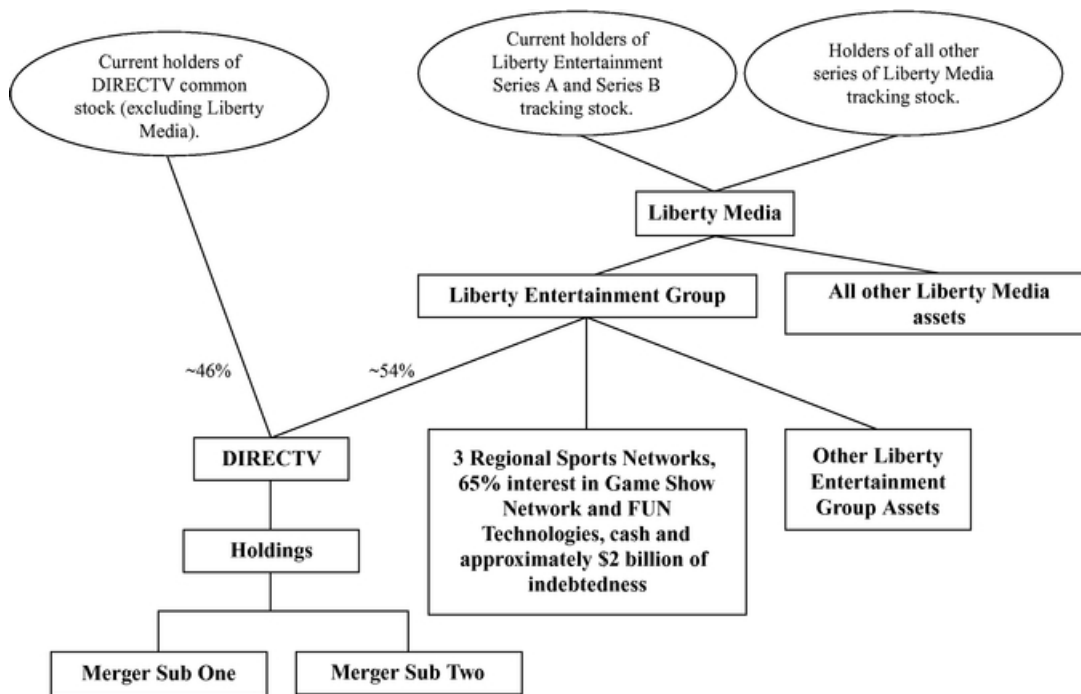 Current holders of
DIRECTV common
stock (excluding Liberty
Media).
Current holders of
Liberty Entertainment
Series A and Series B
tracking stock.
Holders of all other
series of Liberty Media
tracking stock.
Liberty Media
Liberty Entertainment Group
All other Liberty Media
assets
~46%
~54%
DIRECTV
3 Regional Sports Networks,
65% interest in Game Show
Network and FUN
Technologies, cash and
approximately $2 billion of
indebtedness
Other Liberty
Entertainment
Group Assets
Holdings
Merger Sub One
Merger Sub Two